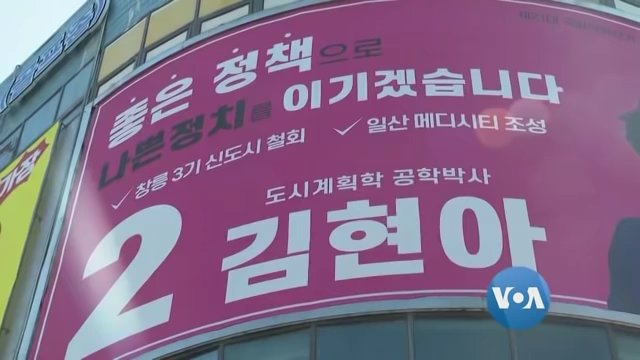 좋은 정책으로
나쁜정치를 이기겠습니다
✓ 창릉 3기 신도시 철회 ✓ 일산 메디시티 조성
도시계획학 공학박사
2 김현아
VOA